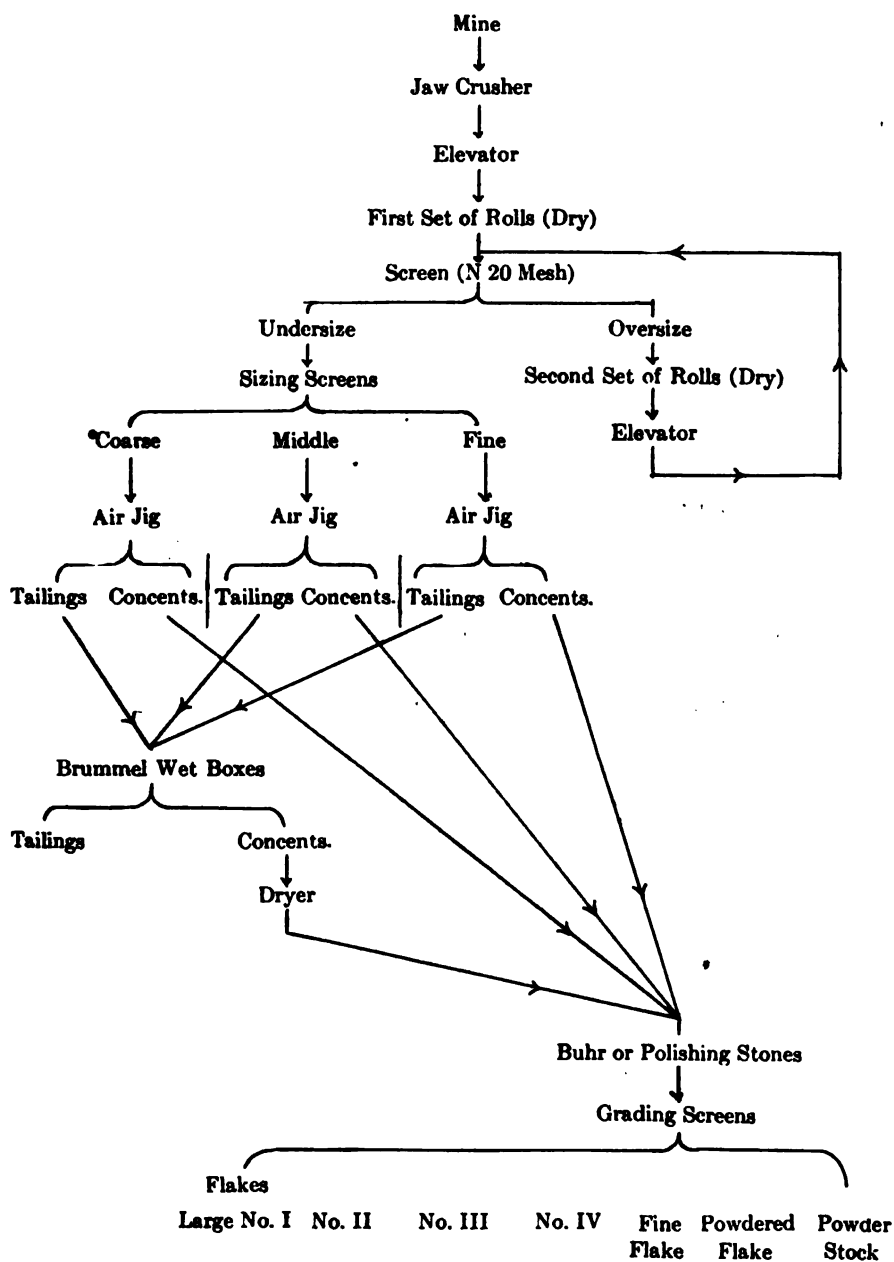 Mine
Jaw Crusher
Elevator
First Set of Rolls (Dry)
Screen (N 20 Mesh)
Undersize Oversize
Sizing Screens Second Set of Rolls (Dry)
Coarse Middle Fine Elevator
Air Jig Air Jig Air Jig
Tailings Concents. Tailings Concents. Tailings Concents.
Brummel Wet Boxes
Tailings Concents.
Dryer
Buhr or Polishing Stones
Grading Screens
Flakes
Large No. I No. II No. III No. IV Fine Powdered Powder
Flake Flake Stock